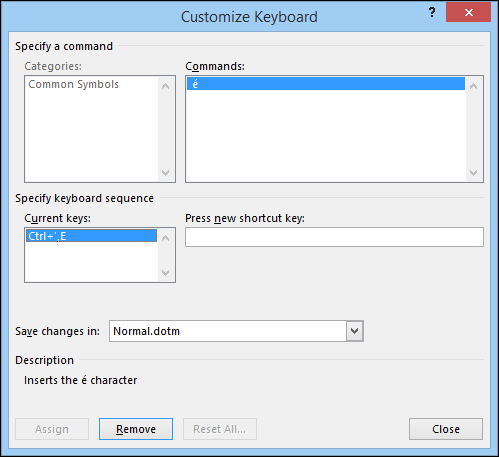 Customize Keyboard
?
Specify a command
Categories:
Commands:
Common Symbols
é
Specify keyboard sequence
Current keys:
Press new shortcut key:
Ctrl+',E
Save changes in:
Normal.dotm
Description
Inserts the é character
Assign
Remove
Reset All...
Close